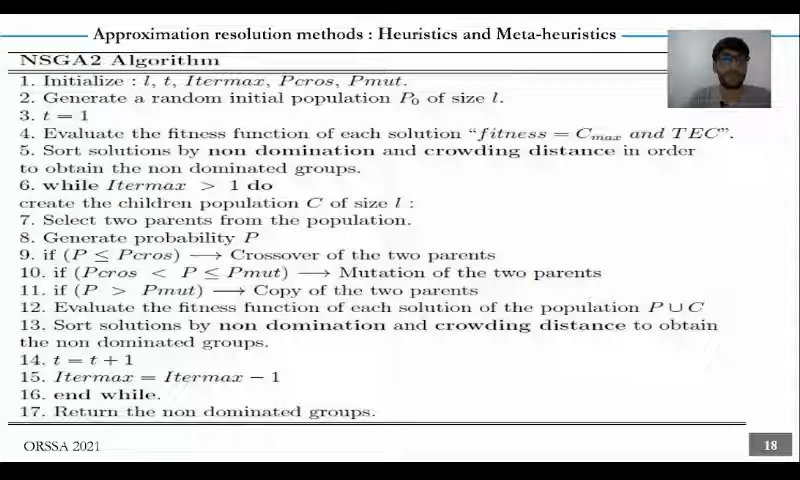 Approximation resolution methods : Heuristics and Meta-heuristics
NSGA2 Algorithm
1. Initialize : l, t, Itermax, Pcros, Pmut.
2. Generate a random initial population P₀ of size l.
3. t = 1
4. Evaluate the fitness function of each solution “fitness = Cmax and TEC”.
5. Sort solutions by non domination and crowding distance in order
to obtain the non dominated groups.
6. while Itermax > 1 do
create the children population C of size l :
7. Select two parents from the population.
8. Generate probability P
9. if (P ≤ Pcros) ⟶ Crossover of the two parents
10. if (Pcros < P ≤ Pmut) ⟶ Mutation of the two parents
11. if (P > Pmut) ⟶ Copy of the two parents
12. Evaluate the fitness function of each solution of the population P ∪ C
13. Sort solutions by non domination and crowding distance to obtain
the non dominated groups.
14. t = t + 1
15. Itermax = Itermax − 1
16. end while.
17. Return the non dominated groups.
ORSSA 2021
18